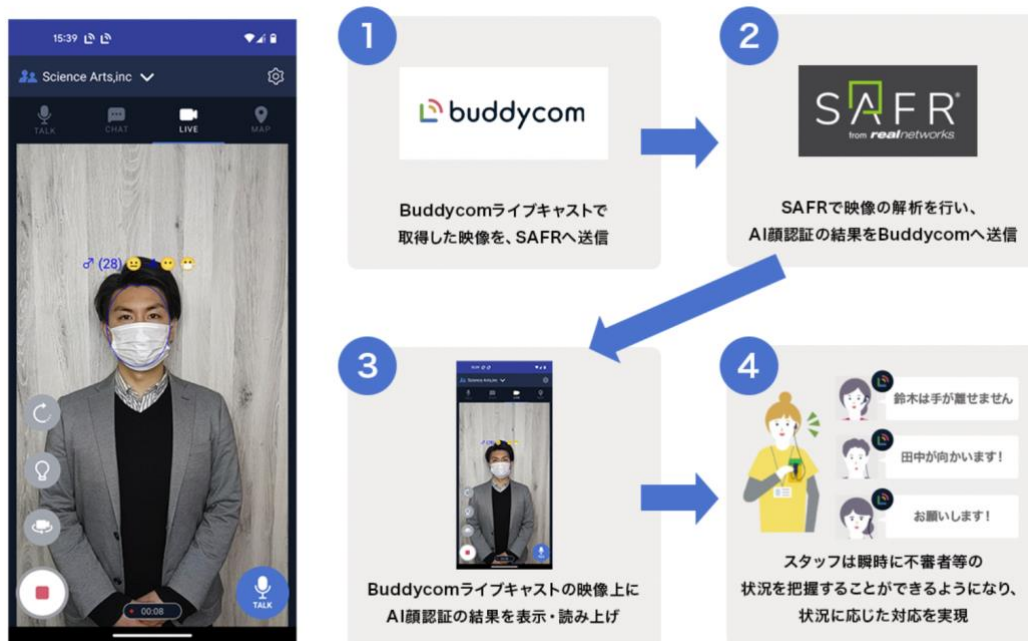 15:39
Science Arts,inc
TALK
CHAT
LIVE
MAP
♂ (28)
TALK
00:08
1
buddycom
Buddycomライブキャストで
取得した映像を、SAFRへ送信
2
SAFR®
from realnetworks
SAFRで映像の解析を行い、
AI顔認証の結果をBuddycomへ送信
3
Science Arts,inc
TALK
Buddycomライブキャストの映像上に
AI顔認証の結果を表示・読み上げ
4
鈴木は手が離せません
田中が向かいます!
お願いします!
スタッフは瞬時に不審者等の
状況を把握することができるようになり、
状況に応じた対応を実現